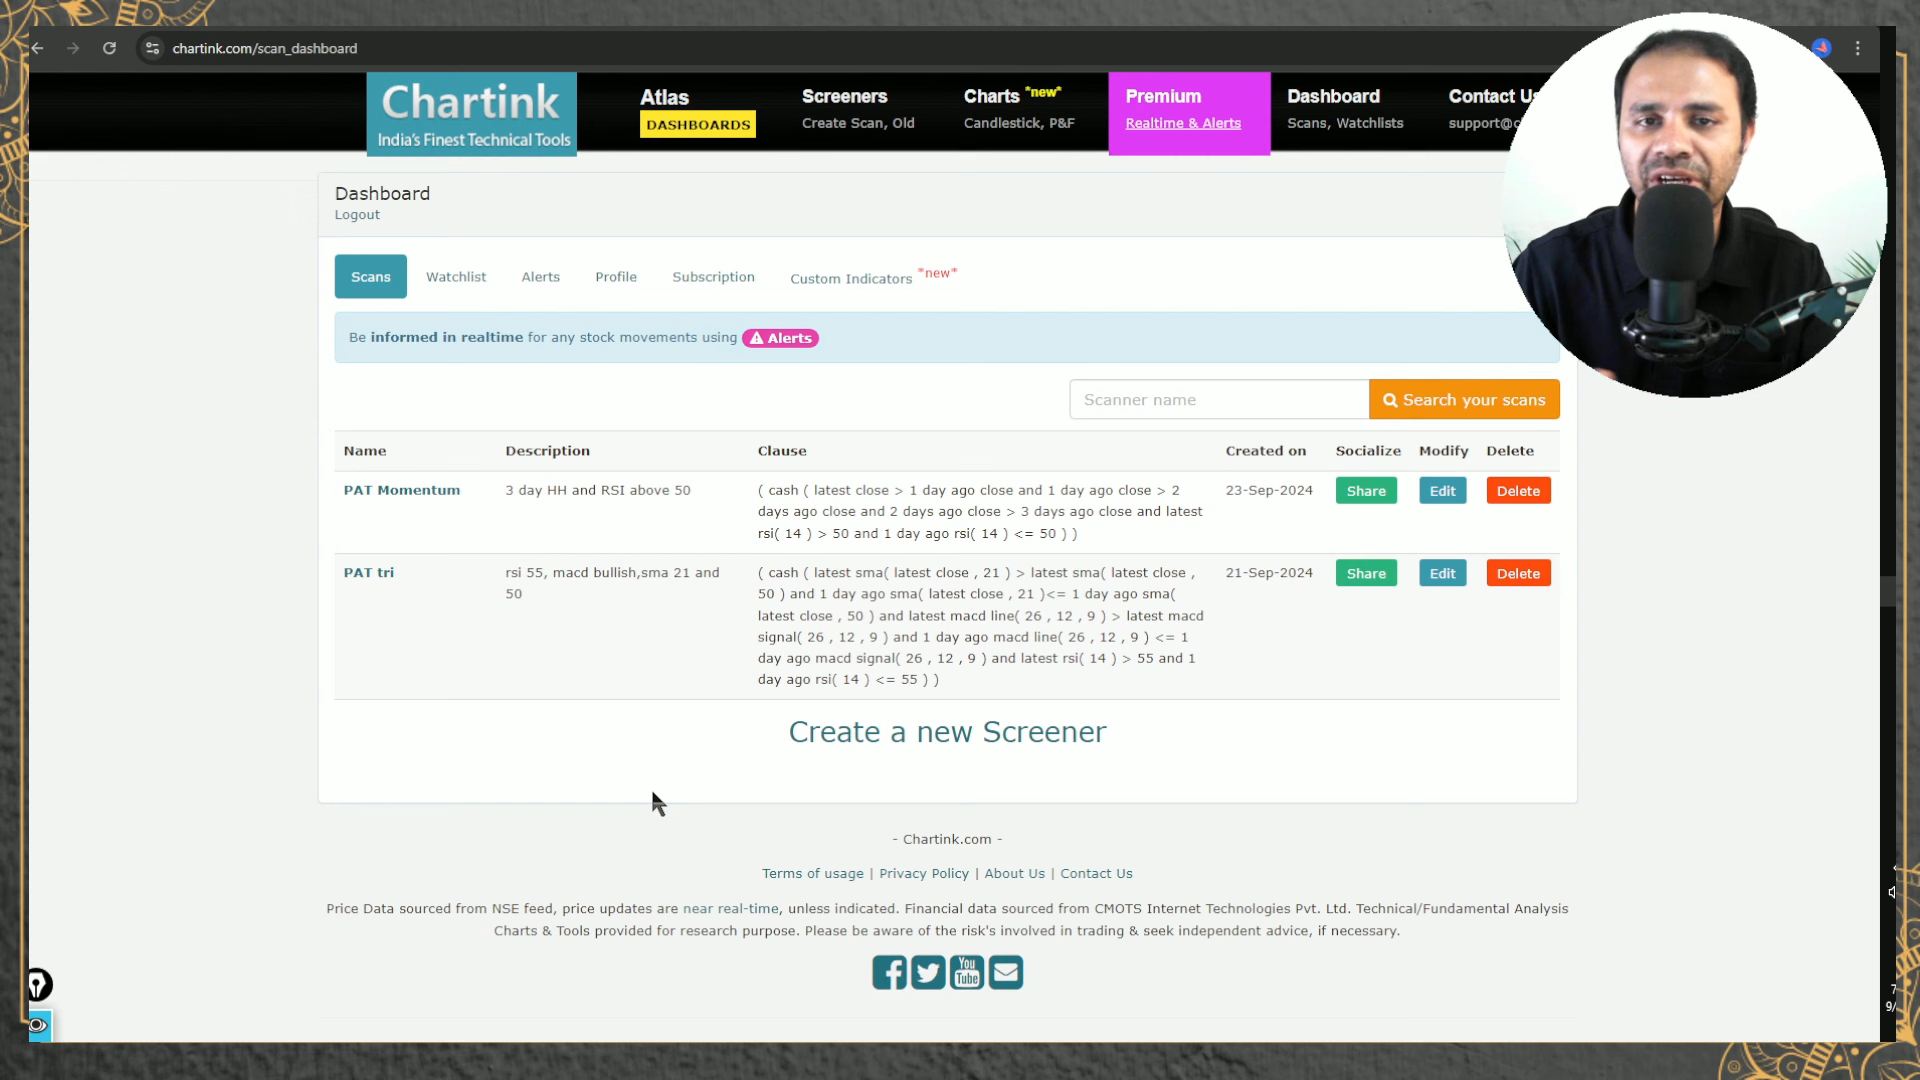 chartink.com/scan_dashboard
Chartink
India's Finest Technical Tools
Atlas
DASHBOARDS
Screeners
Create Scan, Old
Charts *new*
Candlestick, P&F
Premium
Realtime & Alerts
Dashboard
Scans, Watchlists
Contact Us
support@c
Dashboard
Logout
Scans
Watchlist
Alerts
Profile
Subscription
Custom Indicators *new*
Be informed in realtime for any stock movements using Alerts
Scanner name
Search your scans
Name Description Clause Created on Socialize Modify Delete
PAT Momentum
3 day HH and RSI above 50
( cash ( latest close > 1 day ago close and 1 day ago close > 2
days ago close and 2 days ago close > 3 days ago close and latest
rsi( 14 ) > 50 and 1 day ago rsi( 14 ) <= 50 ) )
23-Sep-2024
Share
Edit
Delete
PAT tri
rsi 55, macd bullish,sma 21 and
50
( cash ( latest sma( latest close , 21 ) > latest sma( latest close ,
50 ) and 1 day ago sma( latest close , 21 )<= 1 day ago sma(
latest close , 50 ) and latest macd line( 26 , 12 , 9 ) > latest macd
signal( 26 , 12 , 9 ) and 1 day ago macd line( 26 , 12 , 9 ) <= 1
day ago macd signal( 26 , 12 , 9 ) and latest rsi( 14 ) > 55 and 1
day ago rsi( 14 ) <= 55 ) )
21-Sep-2024
Share
Edit
Delete
Create a new Screener
- Chartink.com -
Terms of usage | Privacy Policy | About Us | Contact Us
Price Data sourced from NSE feed, price updates are near real-time, unless indicated. Financial data sourced from CMOTS Internet Technologies Pvt. Ltd. Technical/Fundamental Analysis
Charts & Tools provided for research purpose. Please be aware of the risk's involved in trading & seek independent advice, if necessary.
You
Tube
7
9/